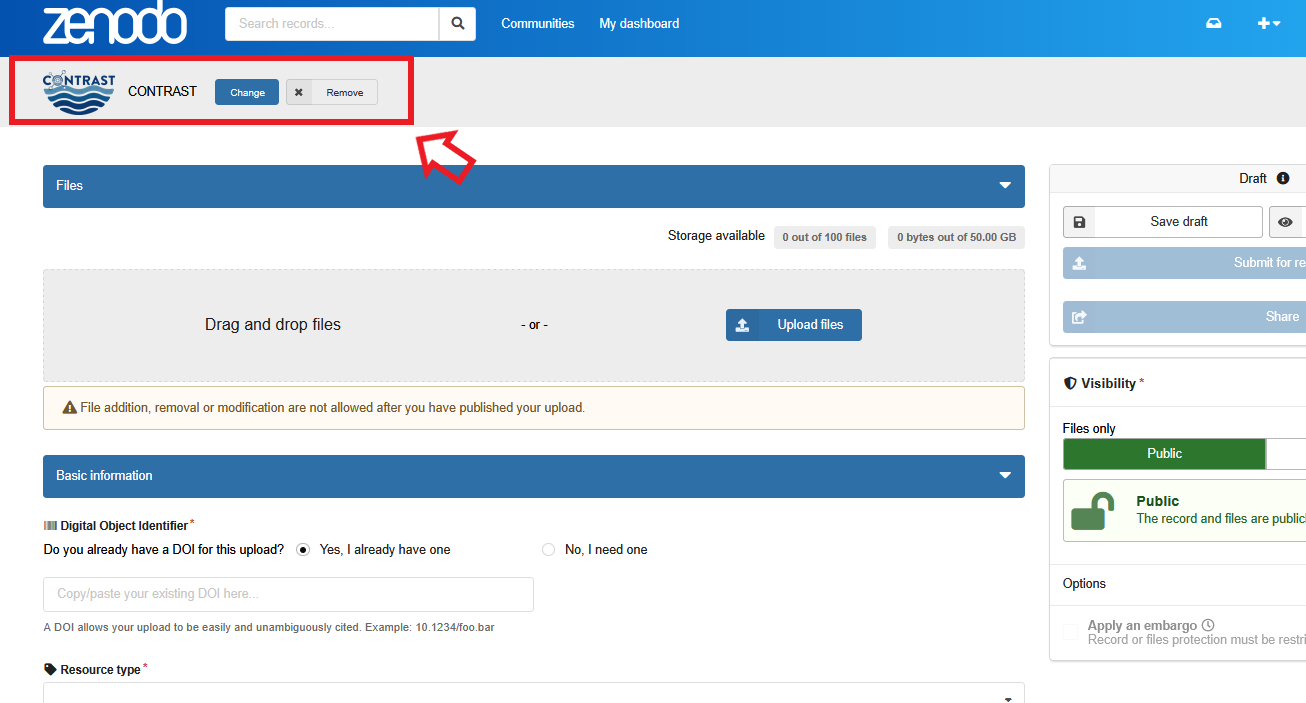 zenodo
Search records...
Communities
My dashboard
CONTRAST
CONTRAST
Change
Remove
Files
Storage available
0 out of 100 files
0 bytes out of 50.00 GB
Drag and drop files
- or -
Upload files
File addition, removal or modification are not allowed after you have published your upload.
Basic information
Digital Object Identifier*
Do you already have a DOI for this upload?
Yes, I already have one
No, I need one
Copy/paste your existing DOI here...
A DOI allows your upload to be easily and unambiguously cited. Example: 10.1234/foo.bar
Resource type*
Draft
Save draft
Submit for re
Share
Visibility *
Files only
Public
Public
The record and files are public
Options
Apply an embargo
Record or files protection must be restri